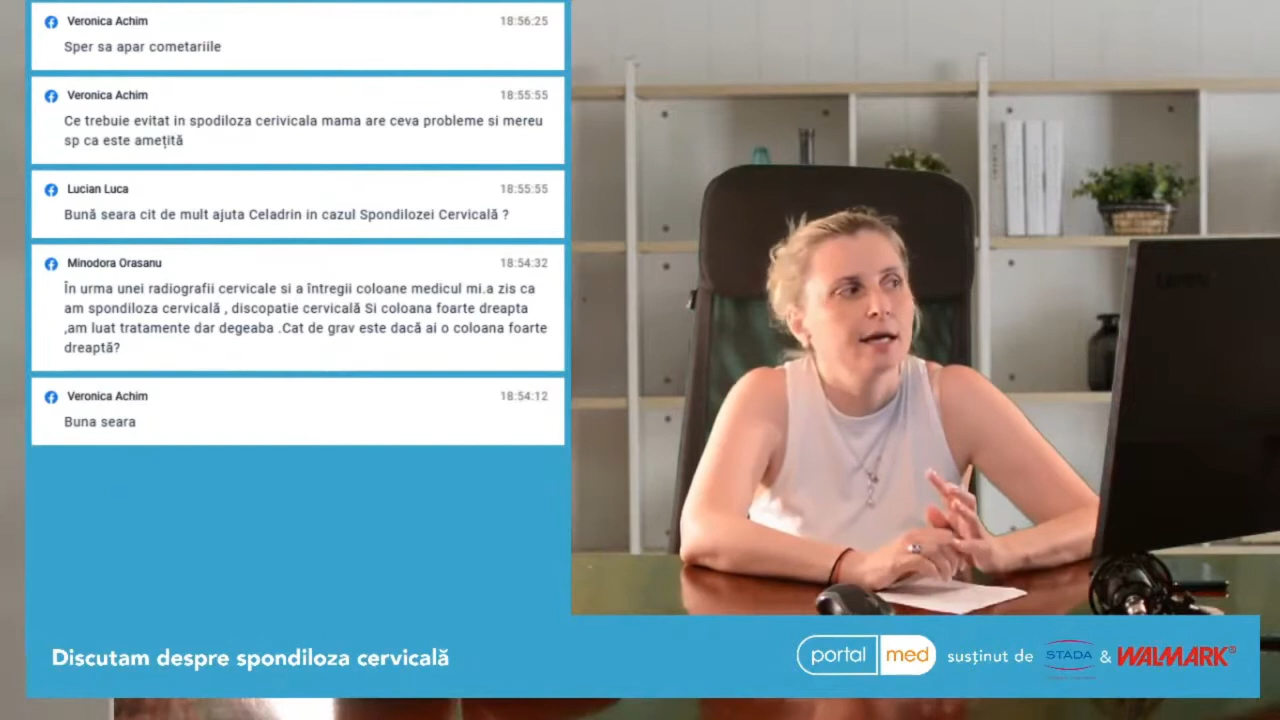 Veronica Achim 18:56:25
Sper sa apar cometariile
Veronica Achim 18:55:55
Ce trebuie evitat in spodiloza cerivicala mama are ceva probleme si mereu
sp ca este amețită
Lucian Luca 18:55:55
Bună seara cit de mult ajuta Celadrin in cazul Spondilozei Cervicală ?
Minodora Orasanu 18:54:32
În urma unei radiografii cervicale si a întregii coloane medicul mi.a zis ca
am spondiloza cervicală , discopatie cervicală Si coloana foarte dreapta
,am luat tratamente dar degeaba .Cat de grav este dacă ai o coloana foarte
dreaptă?
Veronica Achim 18:54:12
Buna seara
Discutam despre spondiloza cervicală
portal med susținut de STADA & WALMARK®